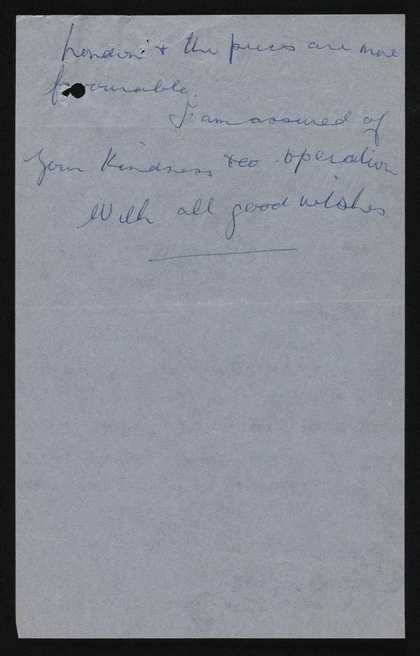 London & the prices are more
favourable.
I am assured of
your kindness & co-operation
With all good wishes